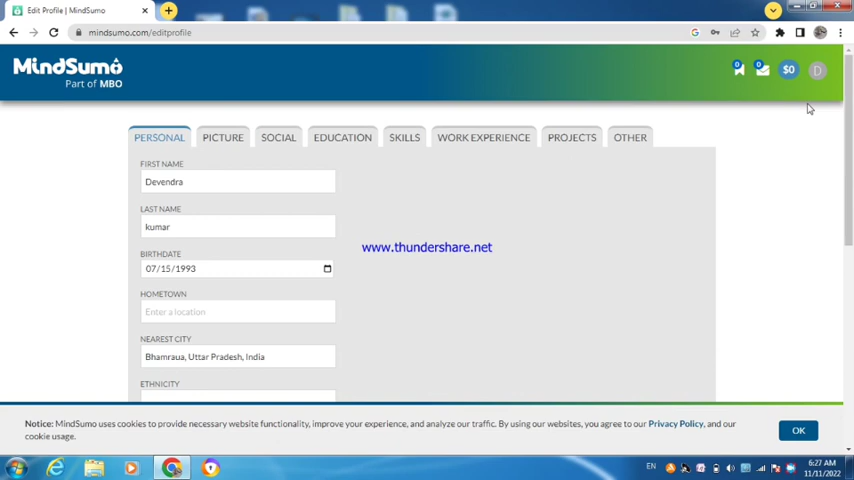 Edit Profile | MindSumo
mindsumo.com/editprofile
MindSumo
Part of MBO
0
0
$0
D
PERSONAL
PICTURE
SOCIAL
EDUCATION
SKILLS
WORK EXPERIENCE
PROJECTS
OTHER
FIRST NAME
Devendra
LAST NAME
kumar
www.thundershare.net
BIRTHDATE
07/15/1993
HOMETOWN
Enter a location
NEAREST CITY
Bhamraua, Uttar Pradesh, India
ETHNICITY
Notice: MindSumo uses cookies to provide necessary website functionality, improve your experience, and analyze our traffic. By using our websites, you agree to our Privacy Policy, and our
cookie usage.
OK
EN
6:27 AM
11/11/2022